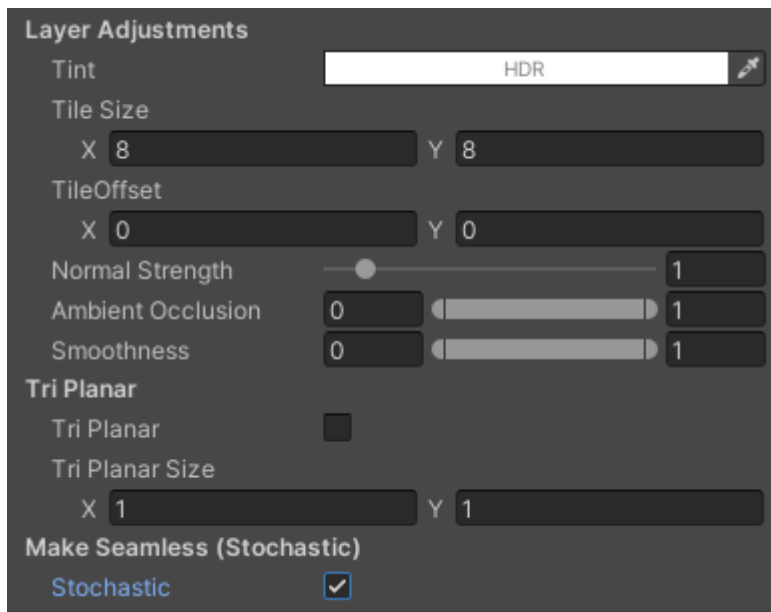 Layer Adjustments
Tint HDR
Tile Size
X 8 Y 8
TileOffset
X 0 Y 0
Normal Strength 1
Ambient Occlusion 0 1
Smoothness 0 1
Tri Planar
Tri Planar
Tri Planar Size
X 1 Y 1
Make Seamless (Stochastic)
Stochastic